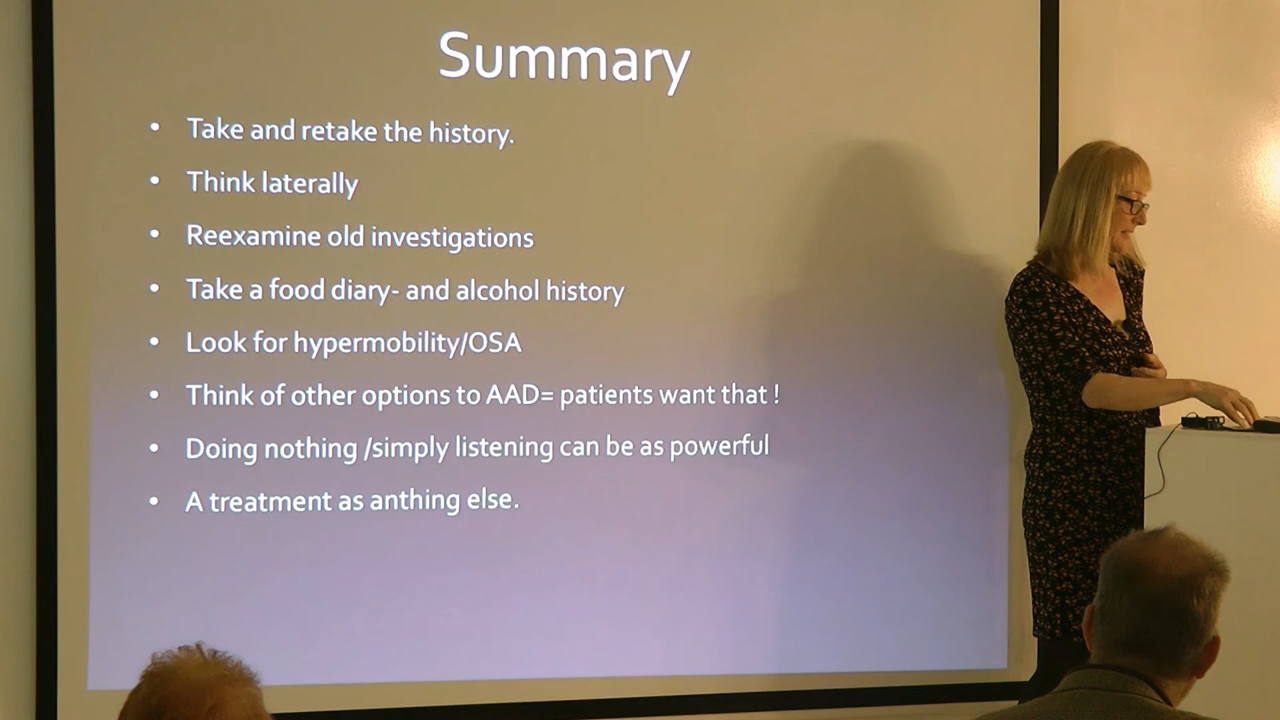 Summary
• Take and retake the history.
• Think laterally
• Reexamine old investigations
• Take a food diary- and alcohol history
• Look for hypermobility/OSA
• Think of other options to AAD= patients want that !
• Doing nothing /simply listening can be as powerful
• A treatment as anthing else.